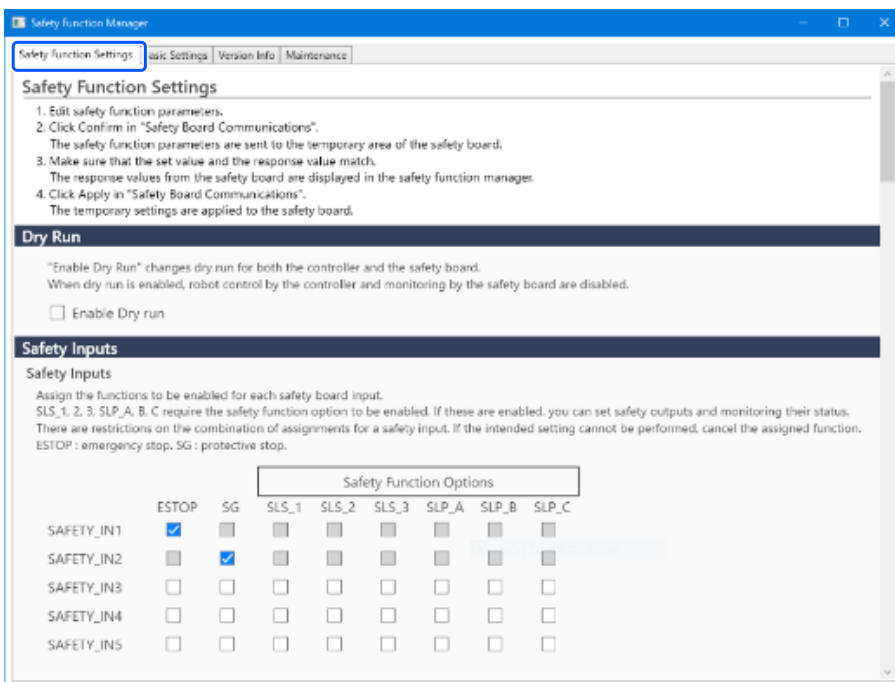 Safety Function Manager
Safety Function Settings asic Settings Version Info Maintenance
Safety Function Settings
1. Edit safety function parameters.
2. Click Confirm in "Safety Board Communications".
The safety function parameters are sent to the temporary area of the safety board.
3. Make sure that the set value and the response value match.
The response values from the safety board are displayed in the safety function manager.
4. Click Apply in "Safety Board Communications".
The temporary settings are applied to the safety board.
Dry Run
"Enable Dry Run" changes dry run for both the controller and the safety board.
When dry run is enabled, robot control by the controller and monitoring by the safety board are disabled.
Enable Dry run
Safety Inputs
Safety Inputs
Assign the functions to be enabled for each safety board input.
SLS_1, 2, 3, SLP_A, B, C require the safety function option to be enabled. If these are enabled, you can set safety outputs and monitoring their status.
There are restrictions on the combination of assignments for a safety input. If the intended setting cannot be performed, cancel the assigned function.
ESTOP : emergency stop, SG : protective stop.
Safety Function Options
ESTOP SG SLS_1 SLS_2 SLS_3 SLP_A SLP_B SLP_C
SAFETY_IN1
SAFETY_IN2
SAFETY_IN3
SAFETY_IN4
SAFETY_IN5